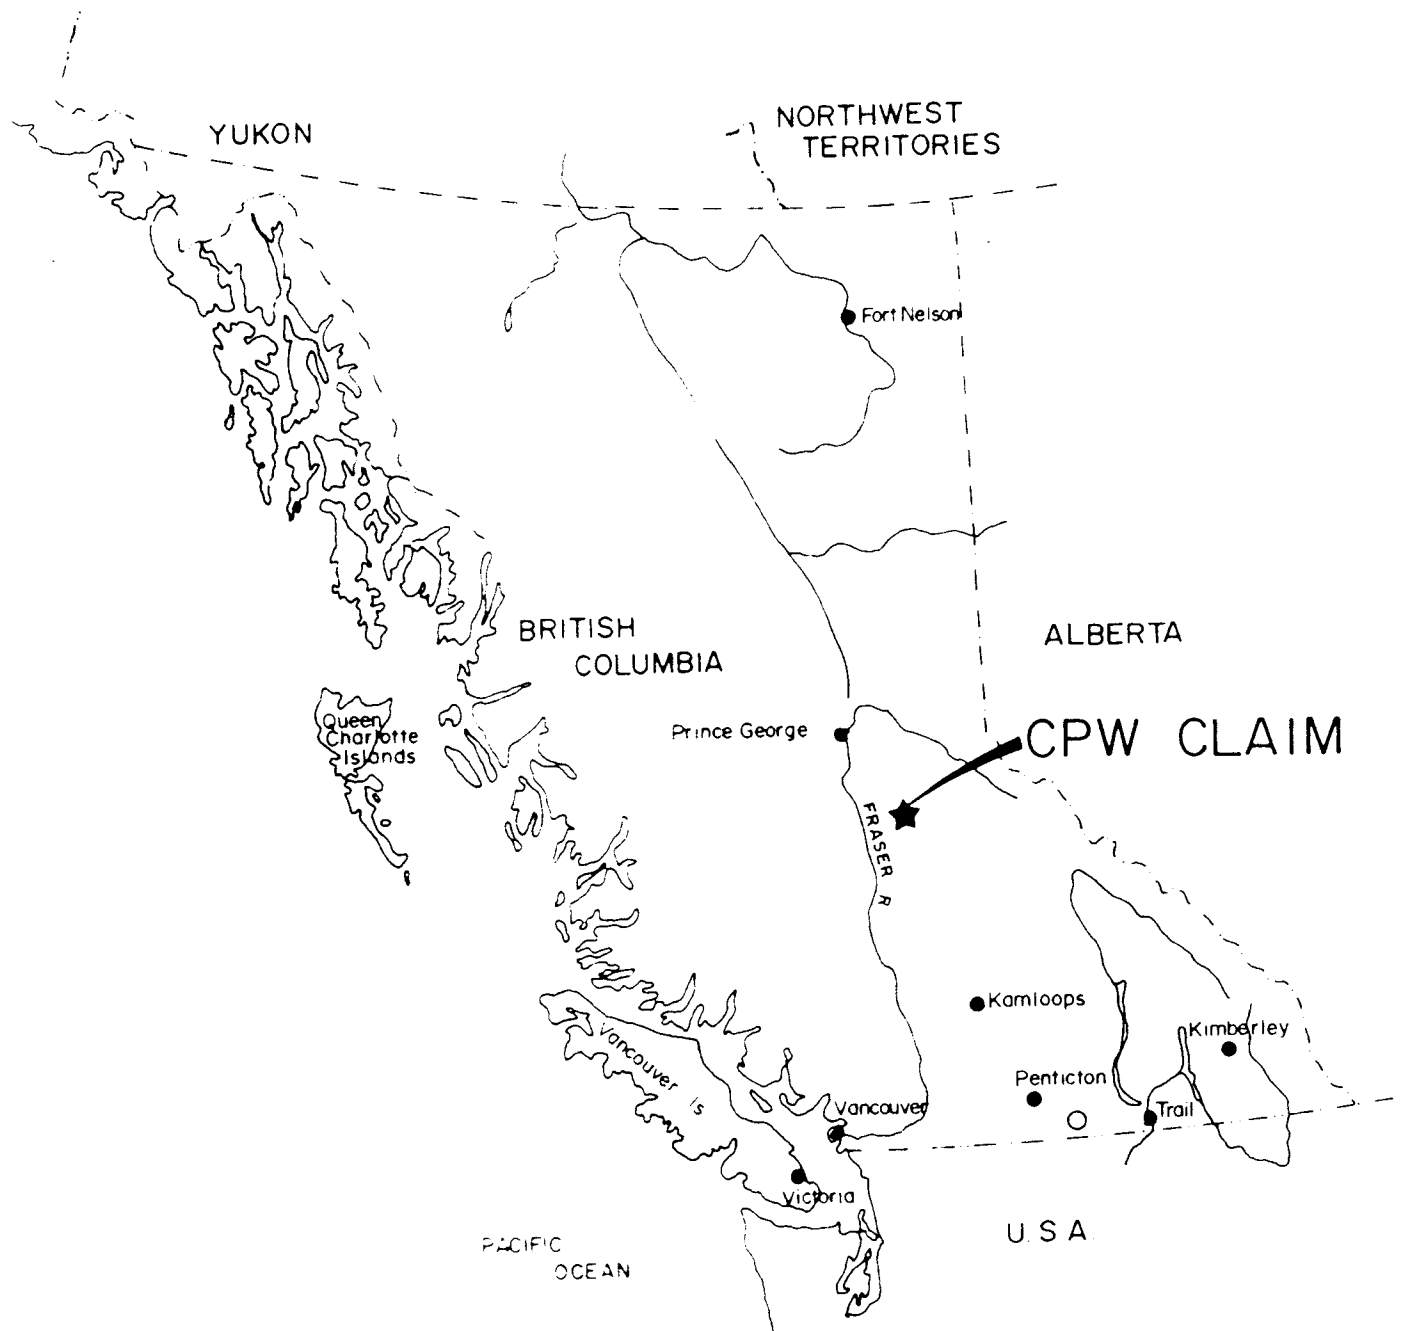 YUKON
NORTHWEST
TERRITORIES
Fort Nelson
BRITISH
COLUMBIA
ALBERTA
Queen
Charlotte
Islands
Prince George
CPW CLAIM
FRASER R
Kamloops
Vancouver Is
Kimberley
Penticton
Vancouver
Trail
Victoria
U.S.A.
PACIFIC
OCEAN